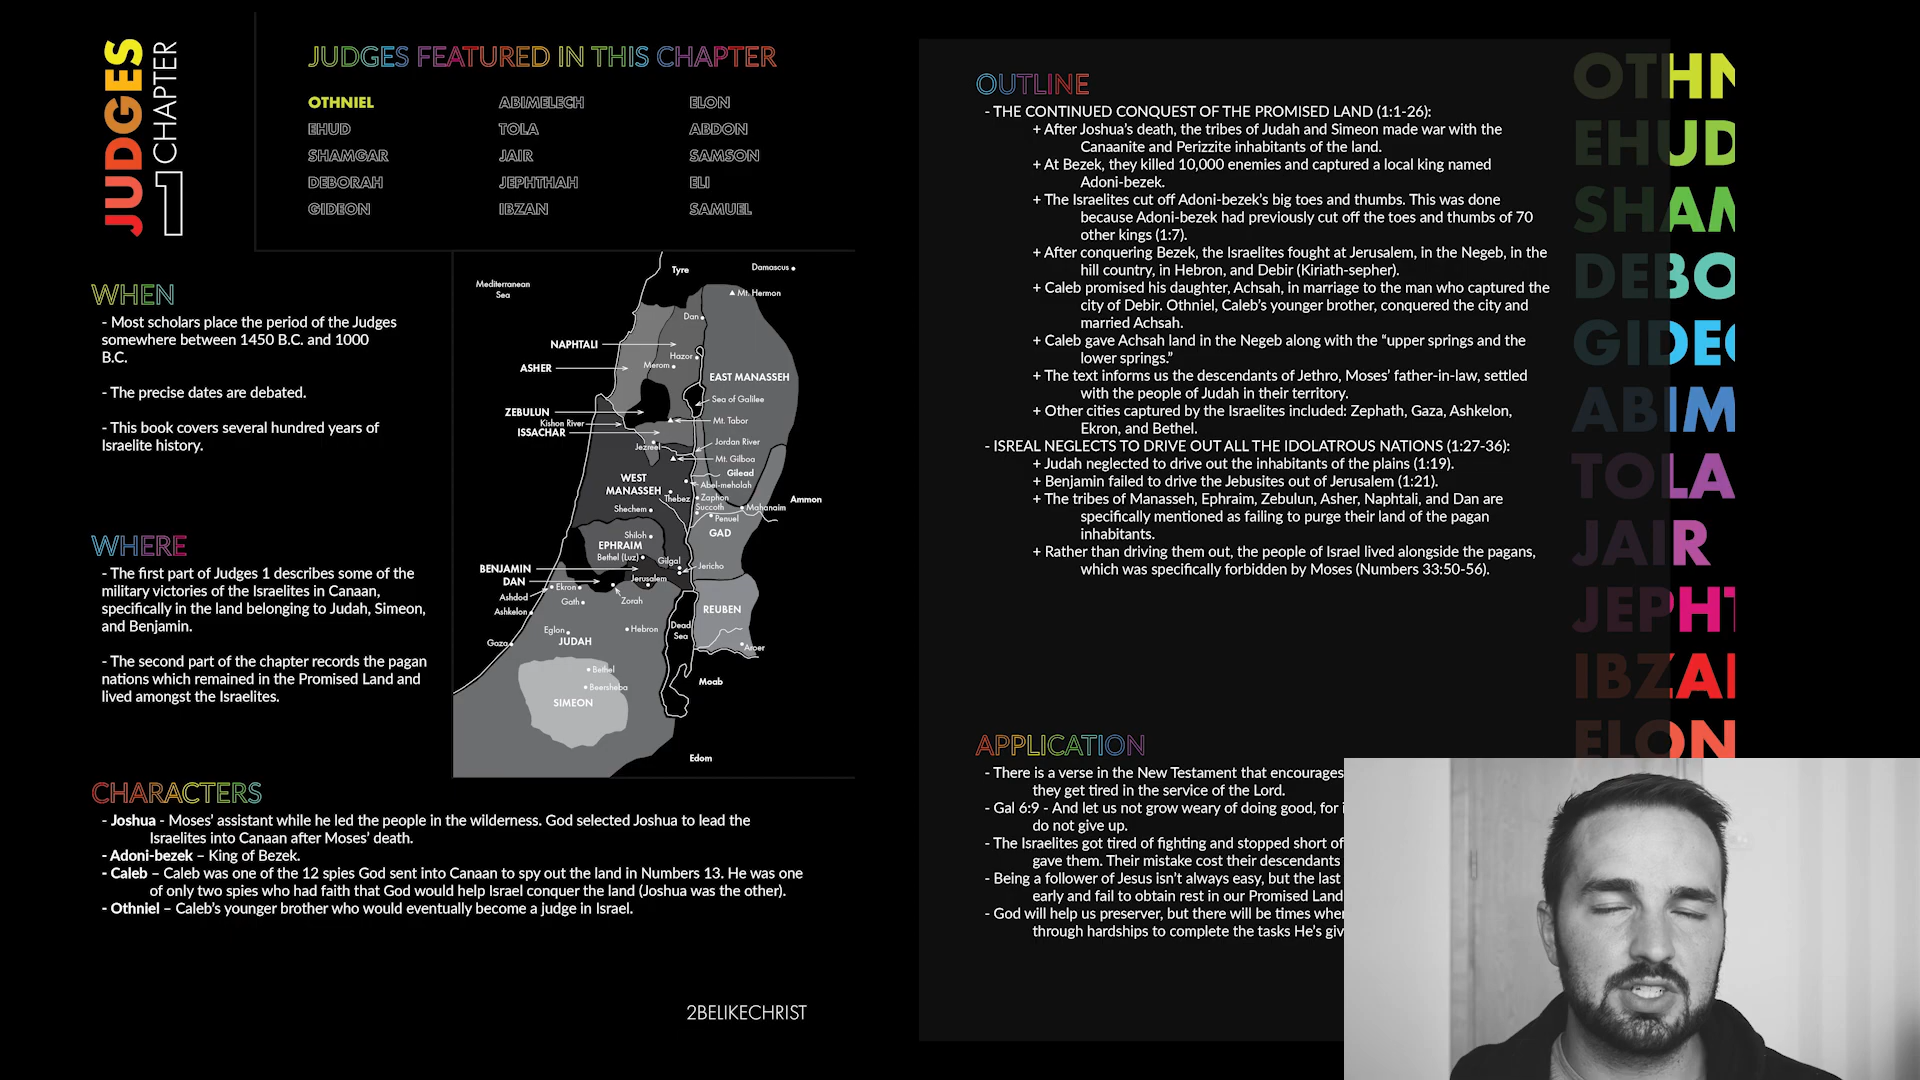 JUDGES
CHAPTER
1
JUDGES FEATURED IN THIS CHAPTER
OTHNIEL
EHUD
SHAMGAR
DEBORAH
GIDEON
ABIMELECH
TOLA
JAIR
JEPHTHAH
IBZAN
ELON
ABDON
SAMSON
ELI
SAMUEL
WHEN
- Most scholars place the period of the Judges
somewhere between 1450 B.C. and 1000
B.C.
- The precise dates are debated.
- This book covers several hundred years of
Israelite history.
WHERE
- The first part of Judges 1 describes some of the
military victories of the Israelites in Canaan,
specifically in the land belonging to Judah, Simeon,
and Benjamin.
- The second part of the chapter records the pagan
nations which remained in the Promised Land and
lived amongst the Israelites.
Tyre
Damascus
Mediterranean
Sea
Mt. Hermon
Dan
NAPHTALI
Hazor
ASHER
Merom
EAST MANASSEH
Sea of Galilee
ZEBULUN
Kishon River
Mt. Tabor
ISSACHAR
Jordan River
Jezreel
Mt. Gilboa
Gilead
WEST
MANASSEH
Abel-meholah
Thebez
Zaphon
Ammon
Succoth
Mahanaim
Shechem
Penuel
GAD
Shiloh
EPHRAIM
Bethel (Luz)
Gilgal
Jericho
BENJAMIN
DAN
Jerusalem
Ekron
Ashdod
Gath
Zorah
Ashkelon
REUBEN
Eglon
Hebron
Dead
Sea
JUDAH
Gaza
Aroer
Bethel
Moab
Beersheba
SIMEON
Edom
CHARACTERS
- Joshua - Moses' assistant while he led the people in the wilderness. God selected Joshua to lead the
Israelites into Canaan after Moses' death.
- Adoni-bezek – King of Bezek.
- Caleb – Caleb was one of the 12 spies God sent into Canaan to spy out the land in Numbers 13. He was one
of only two spies who had faith that God would help Israel conquer the land (Joshua was the other).
- Othniel – Caleb's younger brother who would eventually become a judge in Israel.
2BELIKECHRIST
OUTLINE
- THE CONTINUED CONQUEST OF THE PROMISED LAND (1:1-26):
+ After Joshua's death, the tribes of Judah and Simeon made war with the
Canaanite and Perizzite inhabitants of the land.
+ At Bezek, they killed 10,000 enemies and captured a local king named
Adoni-bezek.
+ The Israelites cut off Adoni-bezek's big toes and thumbs. This was done
because Adoni-bezek had previously cut off the toes and thumbs of 70
other kings (1:7).
+ After conquering Bezek, the Israelites fought at Jerusalem, in the Negeb, in the
hill country, in Hebron, and Debir (Kiriath-sepher).
+ Caleb promised his daughter, Achsah, in marriage to the man who captured the
city of Debir. Othniel, Caleb's younger brother, conquered the city and
married Achsah.
+ Caleb gave Achsah land in the Negeb along with the “upper springs and the
lower springs.”
+ The text informs us the descendants of Jethro, Moses' father-in-law, settled
with the people of Judah in their territory.
+ Other cities captured by the Israelites included: Zephath, Gaza, Ashkelon,
Ekron, and Bethel.
- ISREAL NEGLECTS TO DRIVE OUT ALL THE IDOLATROUS NATIONS (1:27-36):
+ Judah neglected to drive out the inhabitants of the plains (1:19).
+ Benjamin failed to drive the Jebusites out of Jerusalem (1:21).
+ The tribes of Manasseh, Ephraim, Zebulun, Asher, Naphtali, and Dan are
specifically mentioned as failing to purge their land of the pagan
inhabitants.
+ Rather than driving them out, the people of Israel lived alongside the pagans,
which was specifically forbidden by Moses (Numbers 33:50-56).
APPLICATION
- There is a verse in the New Testament that encourages
they get tired in the service of the Lord.
- Gal 6:9 - And let us not grow weary of doing good, for i
do not give up.
- The Israelites got tired of fighting and stopped short of
gave them. Their mistake cost their descendants
- Being a follower of Jesus isn't always easy, but the last
early and fail to obtain rest in our Promised Land
- God will help us preserver, but there will be times when
through hardships to complete the tasks He's giv
OTHN
EHUD
SHAM
DEBO
GIDEO
ABIM
TOLA
JAIR
JEPHT
IBZAN
ELON